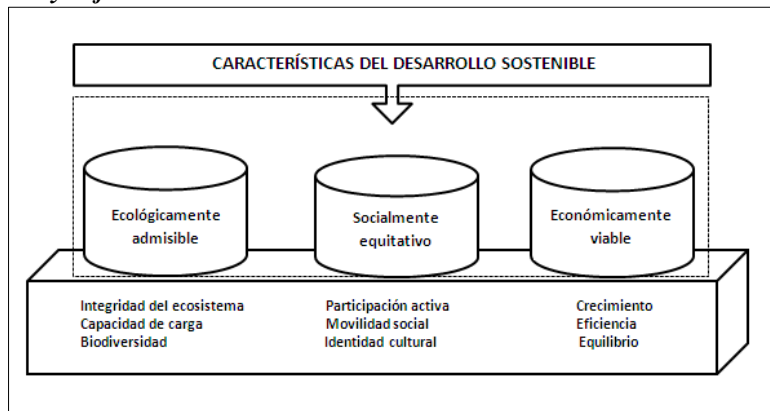 CARACTERÍSTICAS DEL DESARROLLO SOSTENIBLE
Ecológicamente
admisible
Socialmente
equitativo
Económicamente
viable
Integridad del ecosistema
Capacidad de carga
Biodiversidad
Participación activa
Movilidad social
Identidad cultural
Crecimiento
Eficiencia
Equilibrio